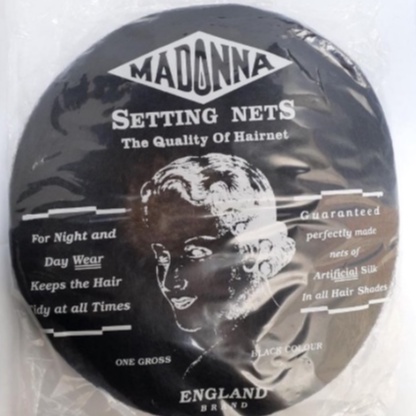 MADONNA
SETTING NETS
The Quality Of Hairnet
For Night and
Day Wear
Keeps the Hair
Tidy at all Times
Guaranteed
perfectly made
nets of
Artificial Silk
In all Hair Shades
ONE GROSS
BLACK COLOUR
ENGLAND
BRAND